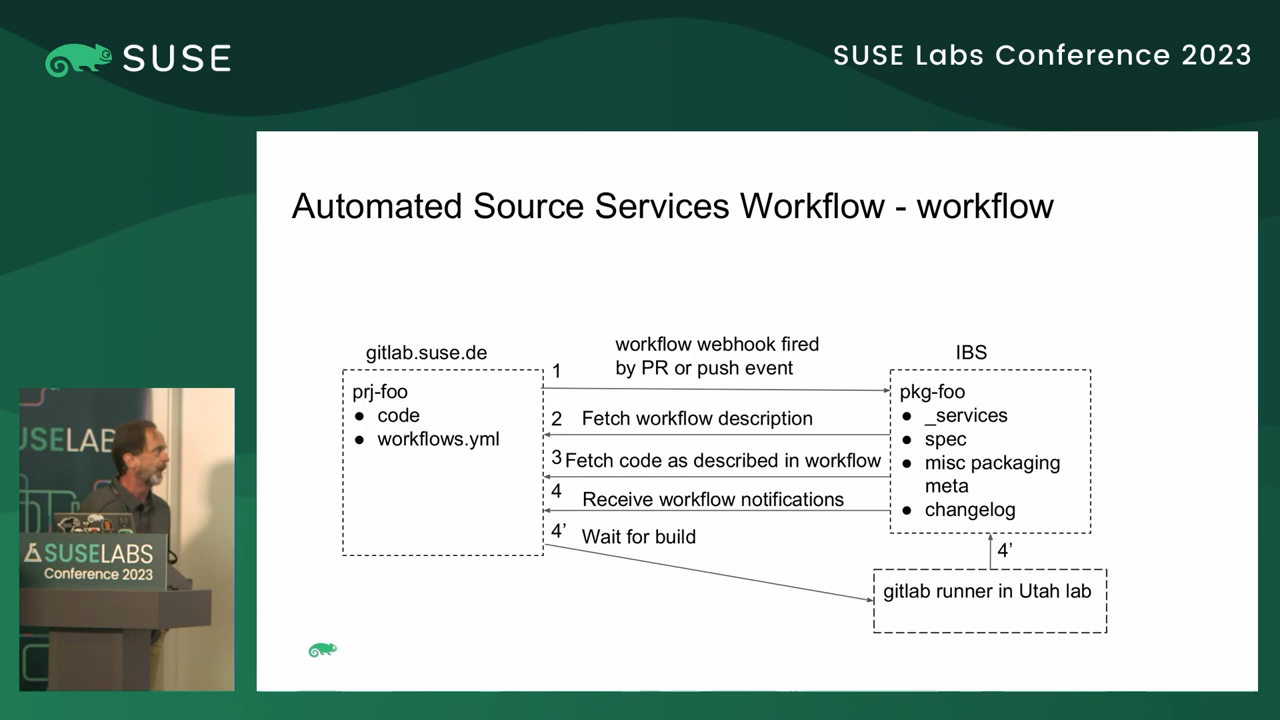 SUSE
SUSE Labs Conference 2023
Automated Source Services Workflow - workflow
gitlab.suse.de
prj-foo
● code
● workflows.yml
1
workflow webhook fired
by PR or push event
2 Fetch workflow description
3 Fetch code as described in workflow
4 Receive workflow notifications
4’ Wait for build
IBS
pkg-foo
● _services
● spec
● misc packaging
meta
● changelog
4’
gitlab runner in Utah lab
USELAB
SUSELABS
Conference 2023